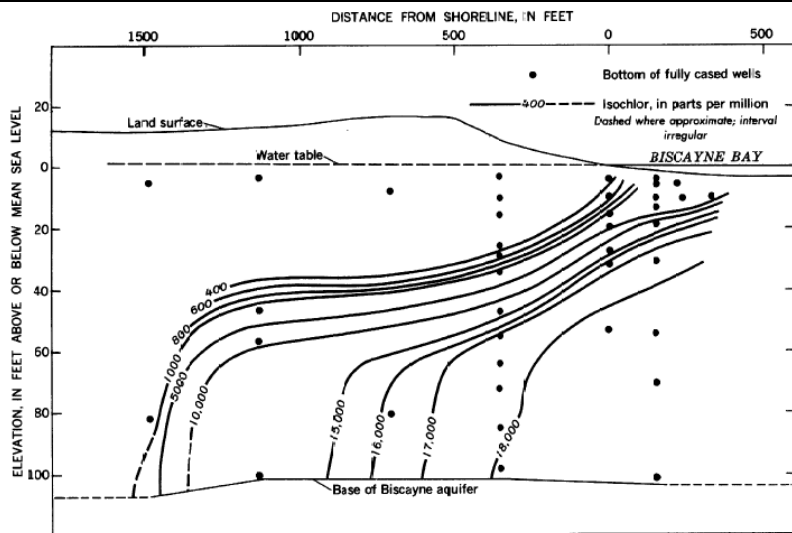 DISTANCE FROM SHORELINE, IN FEET
1500 1000 500 0 500
Bottom of fully cased wells
400 Isochlor, in parts per million
Dashed where approximate; interval
irregular
20
Land surface
Water table
BISCAYNE BAY
0
20
40
60
80
100
ELEVATION, IN FEET ABOVE OR BELOW MEAN SEA LEVEL
400
600
800
1000
5000
10,000
15,000
16,000
17,000
18,000
Base of Biscayne aquifer